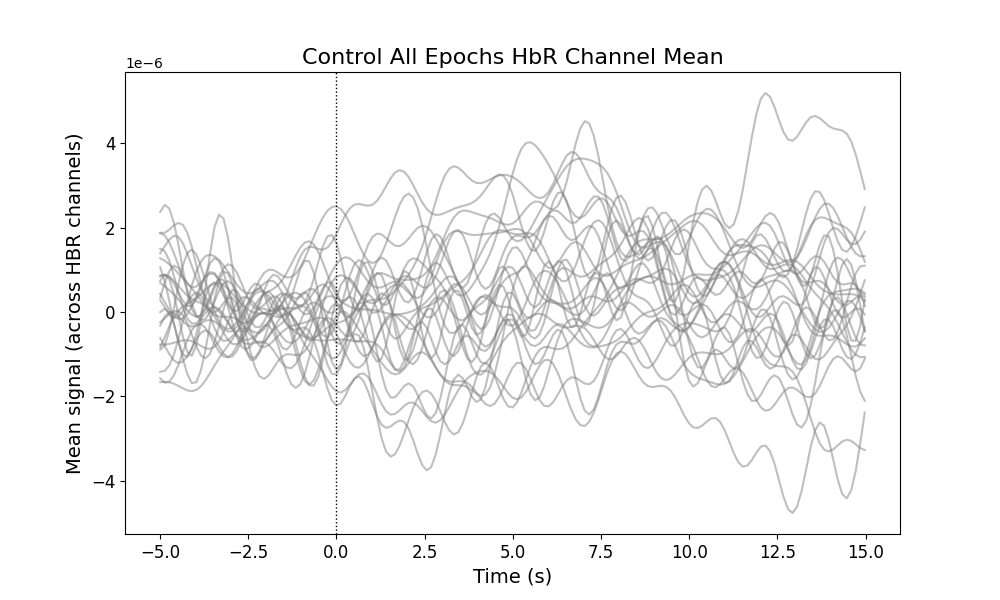 Control All Epochs HbR Channel Mean
1e−6
Mean signal (across HBR channels)
4
2
0
−2
−4
−5.0 −2.5 0.0 2.5 5.0 7.5 10.0 12.5 15.0
Time (s)